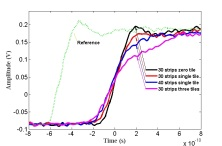 0.2
0.15
0.1
0.05
0
-0.05
-0.1
Amplitude (V)
Reference
30 strips zero tile
30 strips single tile.
40 strips single tile
30 strips three tiles
-8 -6 -4 -2 0 2 4 6 8
Time (s)
x 10